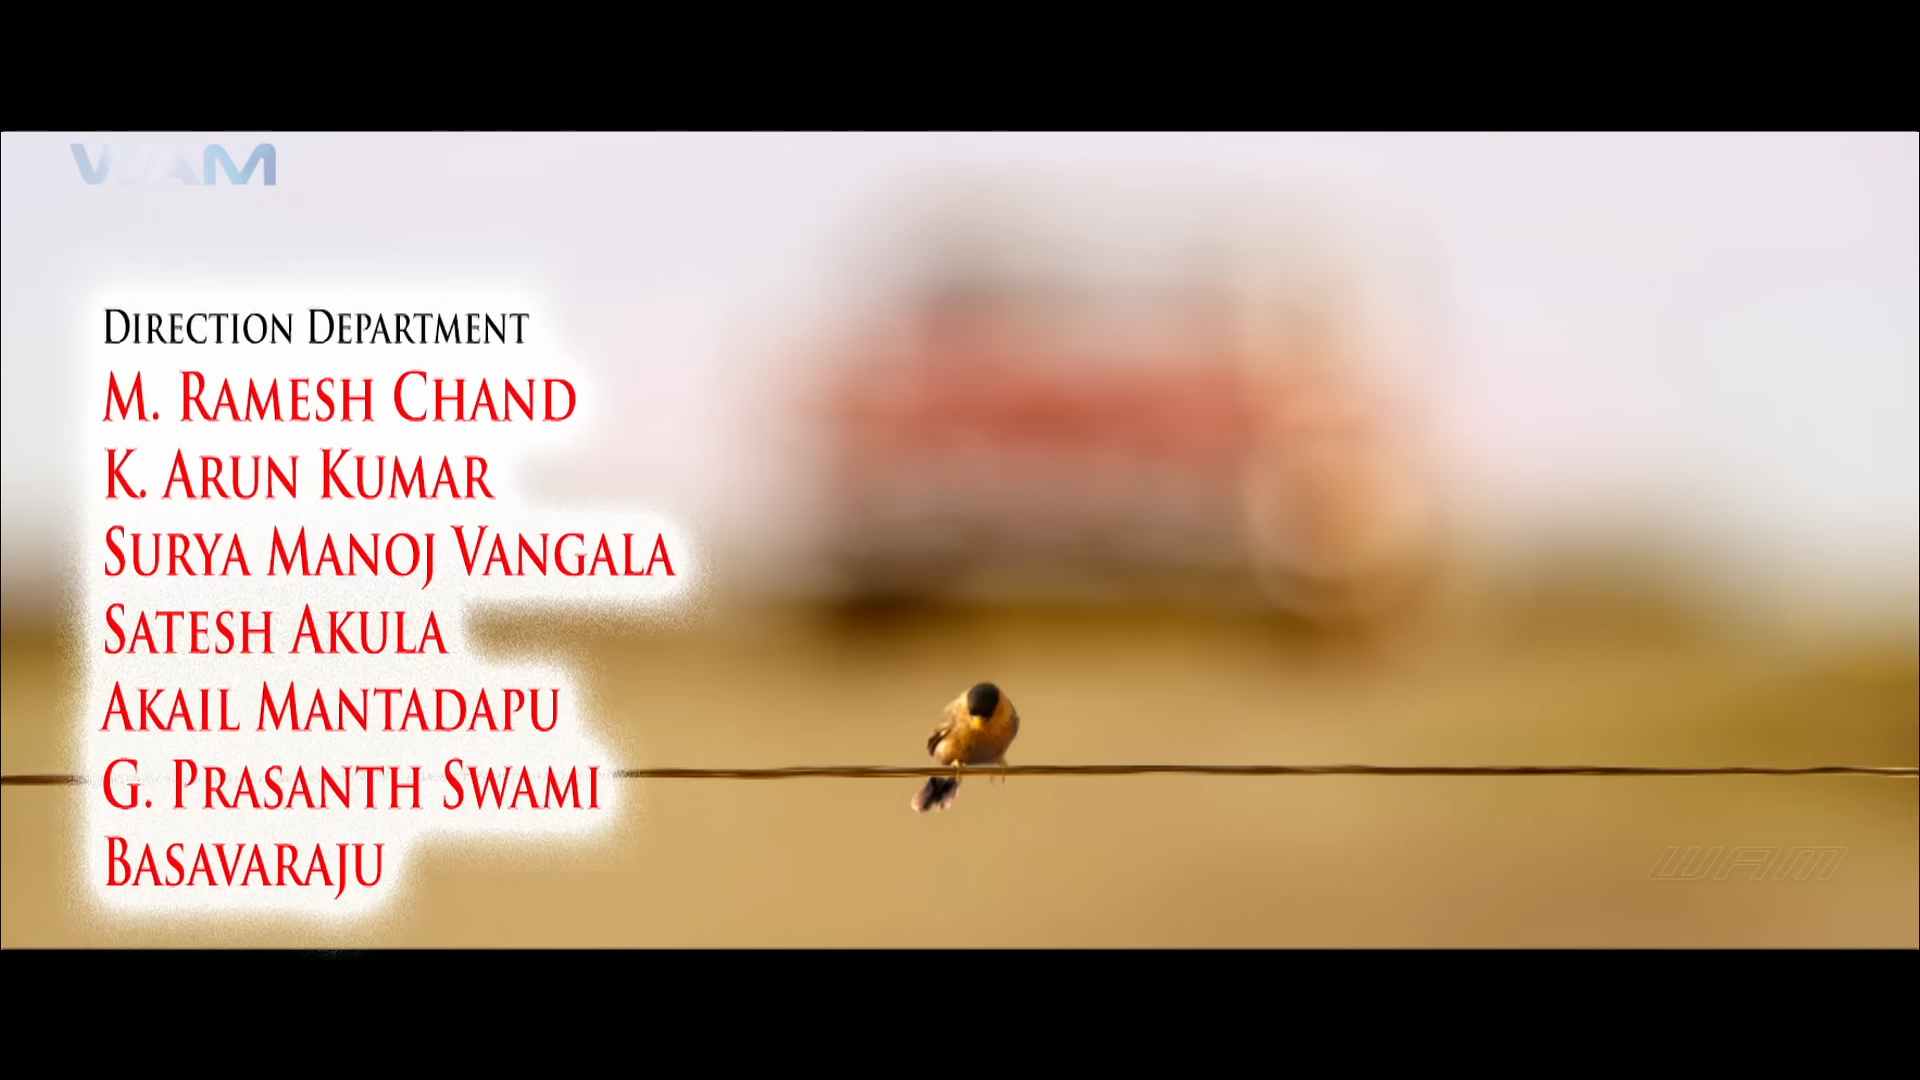 WAM
DIRECTION DEPARTMENT
M. RAMESH CHAND
K. ARUN KUMAR
SURYA MANOJ VANGALA
SATESH AKULA
AKAIL MANTADAPU
G. PRASANTH SWAMI
BASAVARAJU
WAM